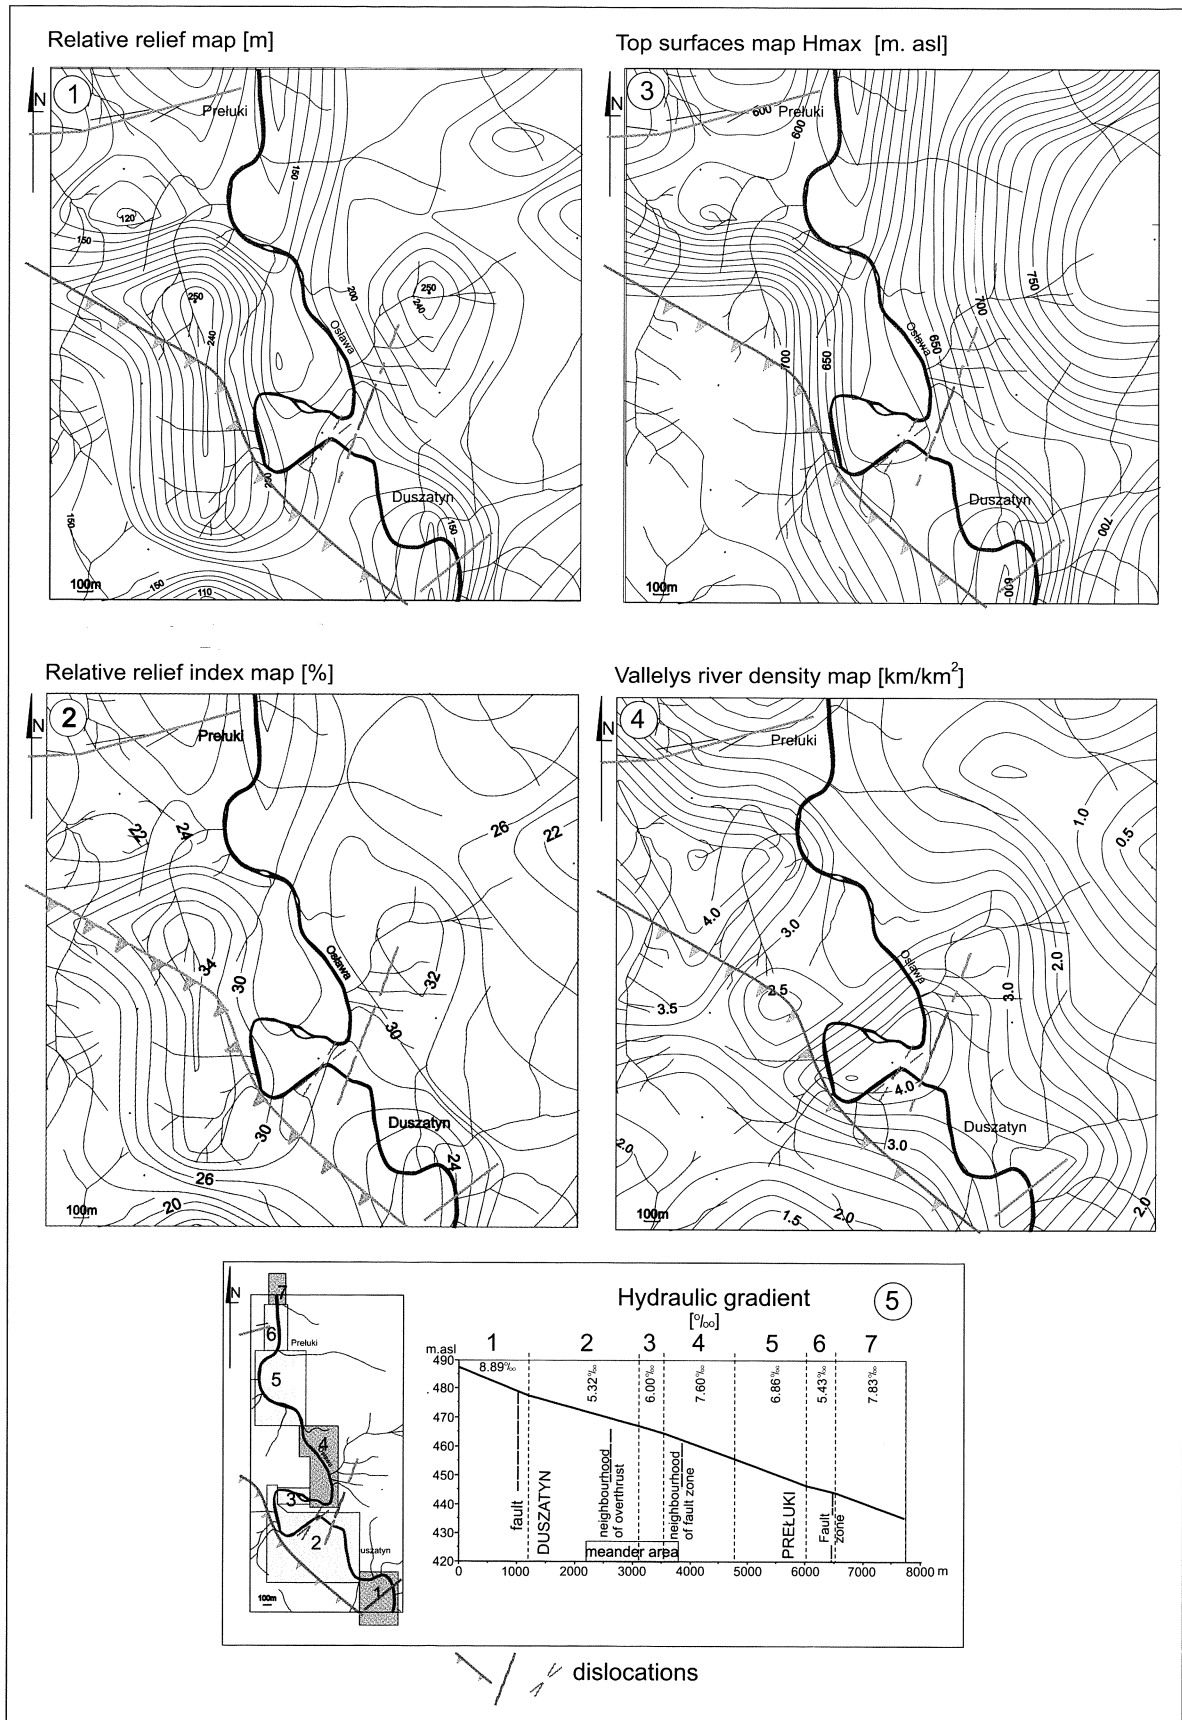 Relative relief map [m]
N
1
Prełuki
150
120
150
250
240
200
250
240
Osława
200
Duszatyn
150
150
150
110
100m
Top surfaces map Hmax [m. asl]
N
3
600
Prełuki
600
750
700
650
Osława
700
650
Duszatyn
700
600
100m
Relative relief index map [%]
N
2
Prełuki
22
24
26
22
34
30
Osława
32
30
30
Duszatyn
24
26
20
100m
Vallelys river density map [km/km²]
N
4
Prełuki
1.0
0.5
4.0
3.0
2.0
Osława
2.5
3.0
3.5
4.0
Duszatyn
3.0
2.0
2.0
1.5
2.0
100m
N
7
6
Prełuki
5
4
3
2
uszatyn
1
100m
Hydraulic gradient
[‰]
5
1 2 3 4 5 6 7
m.asl
490
480
470
460
450
440
430
420
8.89‰
5.32‰
6.00‰
7.60‰
6.86‰
5.43‰
7.83‰
fault
DUSZATYN
neighbourhood
of overthrust
neighbourhood
of fault zone
PREŁUKI
Fault
zone
meander area
0 1000 2000 3000 4000 5000 6000 7000 8000 m
dislocations